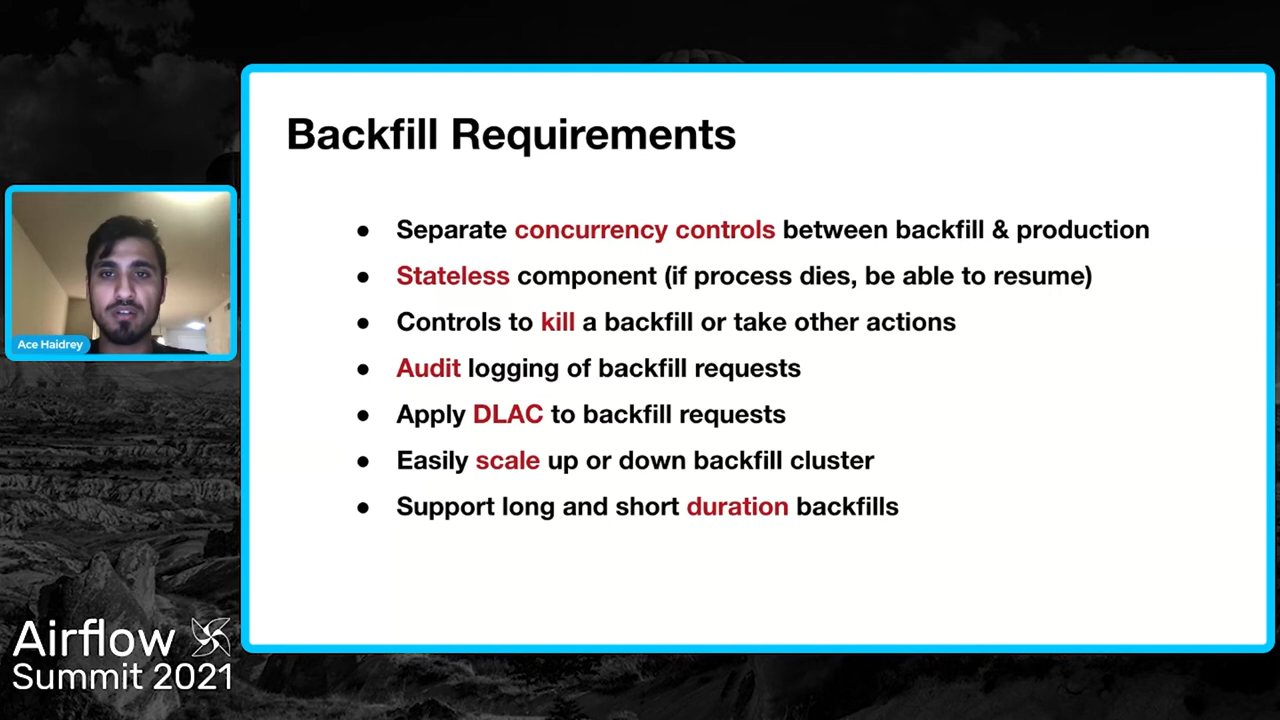 Backfill Requirements
● Separate concurrency controls between backfill & production
● Stateless component (if process dies, be able to resume)
● Controls to kill a backfill or take other actions
● Audit logging of backfill requests
● Apply DLAC to backfill requests
● Easily scale up or down backfill cluster
● Support long and short duration backfills
Ace Haidrey
Airflow
Summit 2021